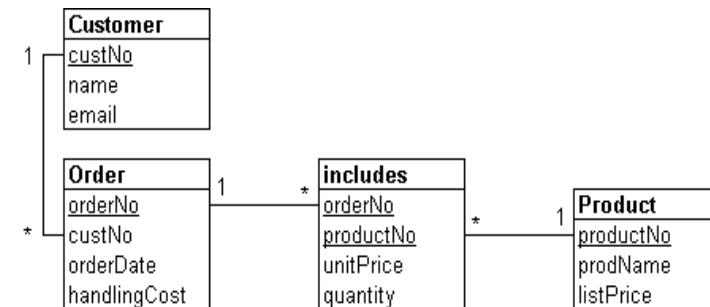 Customer
1
custNo
name
email
Order
1
*
includes
orderNo
orderNo
*
1
Product
*
custNo
productNo
productNo
orderDate
unitPrice
prodName
handlingCost
quantity
listPrice